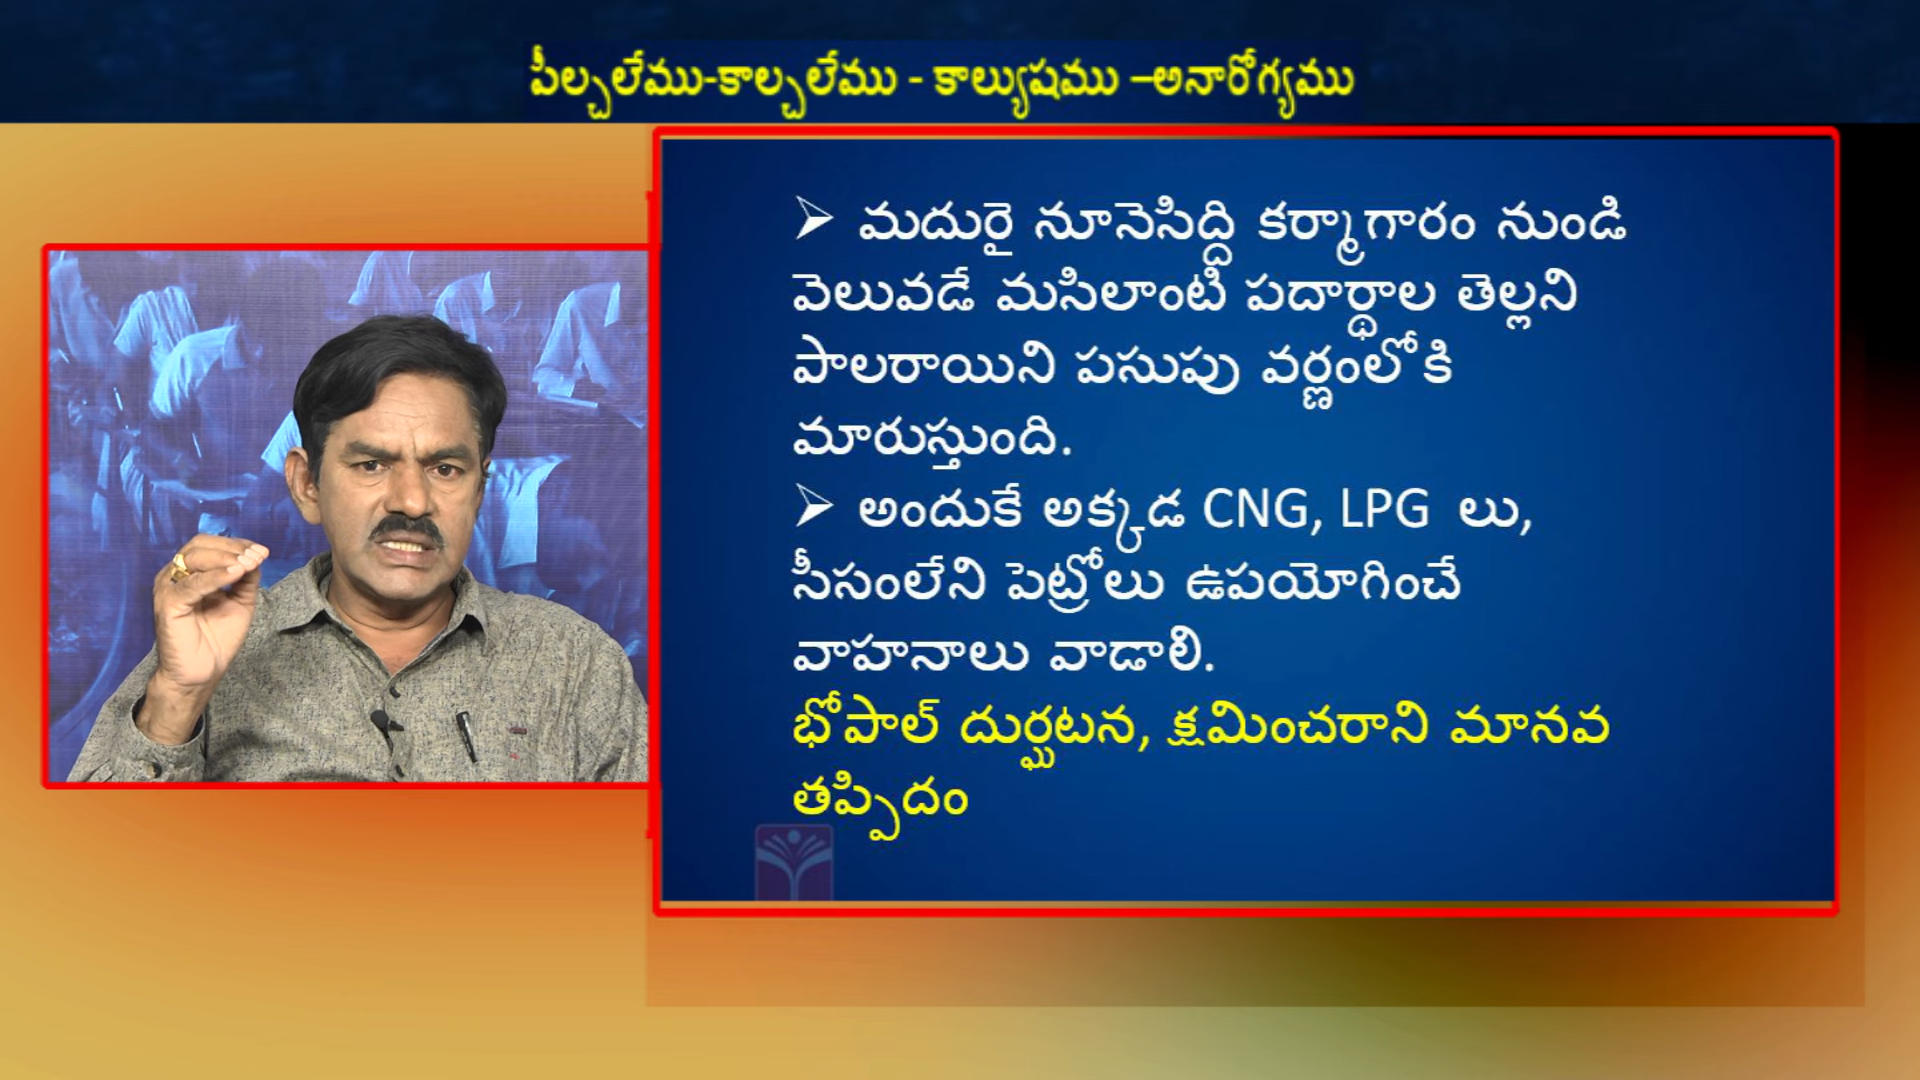 పీల్చలేము-కాల్చలేము - కాల్యుషము –అనారోగ్యము
➢ మదురై నూనెసిద్ది కర్మాగారం నుండి
వెలువడే మసిలాంటి పదార్థాల తెల్లని
పాలరాయిని పసుపు వర్ణంలోకి
మారుస్తుంది.
➢ అందుకే అక్కడ CNG, LPG లు,
సీసంలేని పెట్రోలు ఉపయోగించే
వాహనాలు వాడాలి.
భోపాల్ దుర్ఘటన, క్షమించరాని మానవ
తప్పిదం